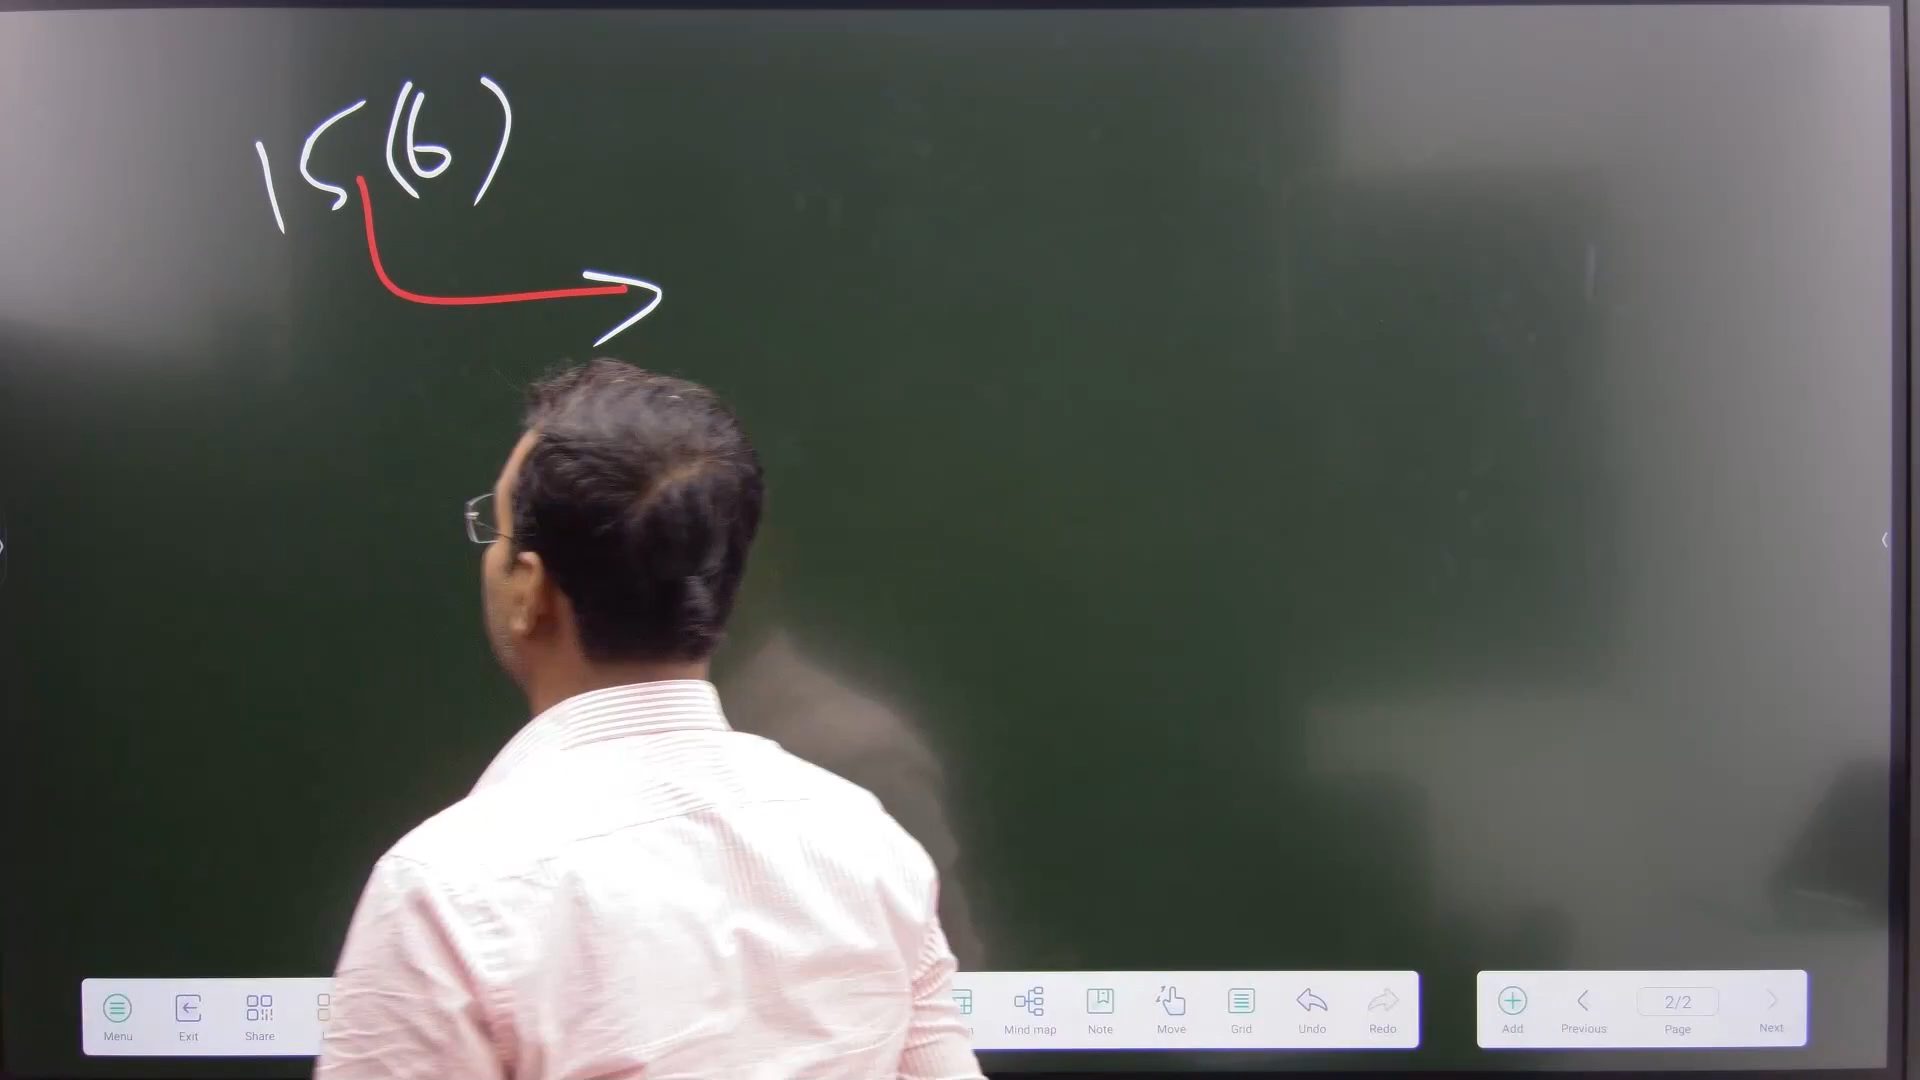 15(6)
Menu
Exit
Share
Mind map
Note
Move
Grid
Undo
Redo
Add
Previous
2/2
Page
Next